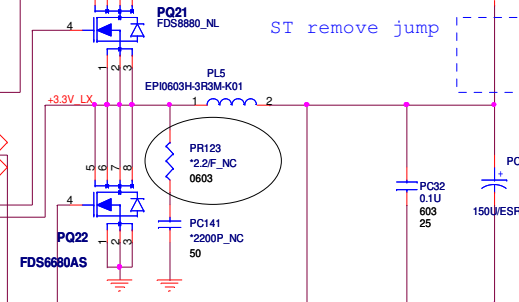 PQ21
FDS8880_NL
ST remove jump
4
1
2
3
PL5
EPI0603H-3R3M-K01
+3.3V_LX
1
2
PR123
*2.2/F_NC
0603
5
6
7
8
4
PC32
0.1U
603
25
PC
150U/ESR
PC141
*2200P_NC
50
PQ22
FDS6680AS
1
2
3